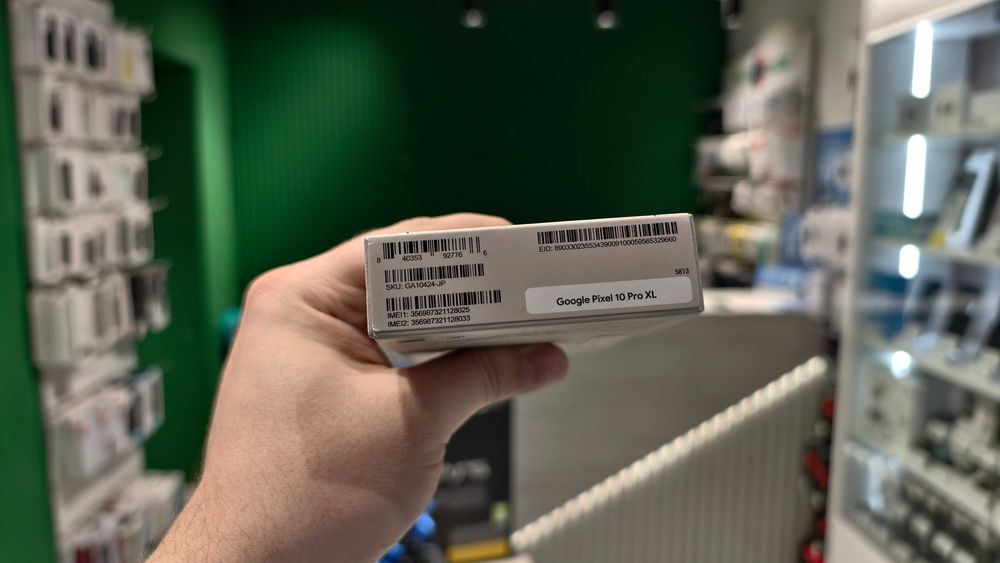 8 40353 92776 6
SKU: GA10424-JP
IMEI1: 356987321128025
IMEI2: 356987321128033
EID: 89033023553439009100059565329660
5813
Google Pixel 10 Pro XL